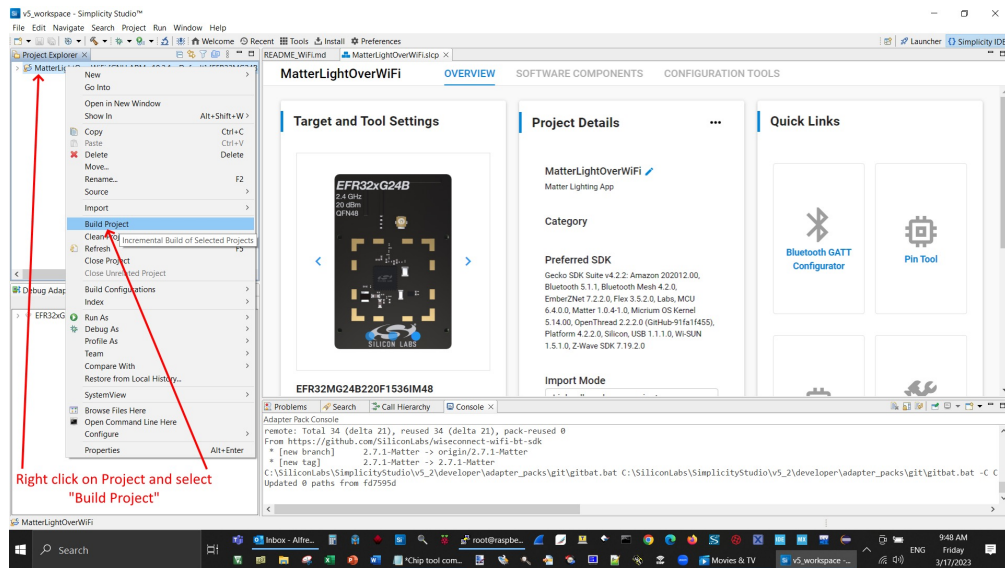 v5_workspace - Simplicity Studio™
File Edit Navigate Search Project Run Window Help
Welcome Recent Tools Install Preferences
Launcher Simplicity IDE
Project Explorer
README_WiFi.md MatterLightOverWiFi.slcp
New
Go Into
Open in New Window
Show In Alt+Shift+W
Copy Ctrl+C
Paste Ctrl+V
Delete Delete
Move...
Rename... F2
Source
Import
Build Project
Incremental Build of Selected Projects
Refresh F5
Close Project
Close Unrelated Project
Build Configurations
Index
Run As
Debug As
Profile As
Team
Compare With
Restore from Local History...
SystemView
Browse Files Here
Open Command Line Here
Configure
Properties Alt+Enter
Debug Adap
EFR32xG
Right click on Project and select
"Build Project"
MatterLightOverWiFi OVERVIEW SOFTWARE COMPONENTS CONFIGURATION TOOLS
Target and Tool Settings
EFR32xG24B
2.4 GHz
20 dBm
QFN48
SILICON LABS
EFR32MG24B220F1536IM48
Project Details
MatterLightOverWiFi
Matter Lighting App
Category
Preferred SDK
Gecko SDK Suite v4.2.2: Amazon 202012.00,
Bluetooth 5.1.1, Bluetooth Mesh 4.2.0,
EmberZNet 7.2.2.0, Flex 3.5.2.0, Labs, MCU
6.4.0.0, Matter 1.0.4-1.0, Micrium OS Kernel
5.14.00, OpenThread 2.2.2.0 (GitHub-91fa1f455),
Platform 4.2.2.0, Silicon, USB 1.1.1.0, Wi-SUN
1.5.1.0, Z-Wave SDK 7.19.2.0
Import Mode
Quick Links
Bluetooth GATT
Configurator
Pin Tool
Problems Search Call Hierarchy Console
Adapter Pack Console
remote: Total 34 (delta 21), reused 34 (delta 21), pack-reused 0
From https://github.com/SiliconLabs/wiseconnect-wifi-bt-sdk
* [new branch] 2.7.1-Matter -> origin/2.7.1-Matter
* [new tag] 2.7.1-Matter -> 2.7.1-Matter
C:\SiliconLabs\SimplicityStudio\v5_2\developer\adapter_packs\git\gitbat.bat C:\SiliconLabs\SimplicityStudio\v5_2\developer\adapter_packs\git\gitbat.bat -C C
Updated 0 paths from fd7595d
MatterLightOverWiFi
Search
Inbox - Alfre...
root@raspbe...
*Chip tool com...
Movies & TV
v5_workspace -...
ENG
9:48 AM
Friday
3/17/2023